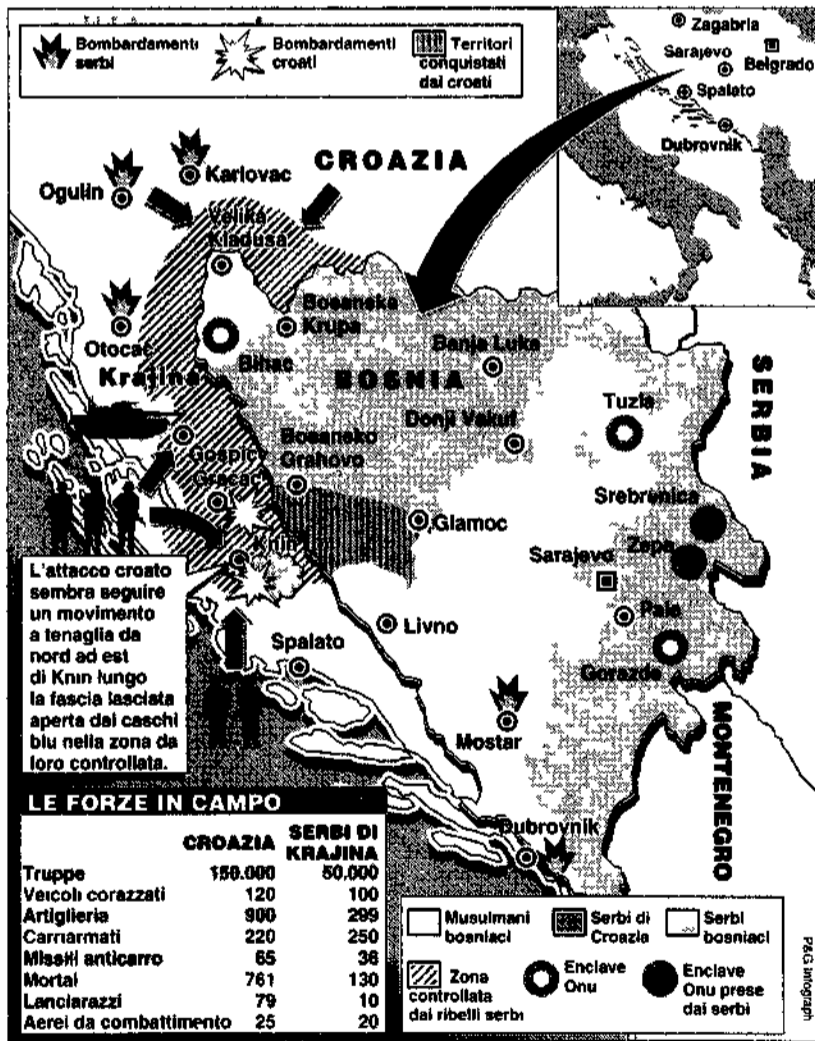 Bombardamenti
serbi
Bombardamenti
croati
Territori
conquistati
dai croati
Zagabria
Sarajevo
Belgrado
Spalato
Dubrovnik
CROAZIA
Karlovac
Ogulin
Velika
Kladusa
Otocac
Bosanska
Krupa
Bihac
Krajina
BOSNIA
Banja Luka
SERBIA
Tuzla
Donji Vakuf
Gospic
Bosansko
Grahovo
Gracac
Srebrenica
Glamoc
Zepa
Knin
Sarajevo
Pale
Livno
Gorazde
Spalato
Mostar
MONTENEGRO
Dubrovnik
L'attacco croato
sembra seguire
un movimento
a tenaglia da
nord ad est
di Knin lungo
la fascia lasciata
aperta dai caschi
blu nella zona da
loro controllata.
LE FORZE IN CAMPO
CROAZIA SERBI DI
KRAJINA
Truppe 150.000 50.000
Veicoli corazzati 120 100
Artiglieria 900 299
Carriarmati 220 250
Missili anticarro 65 36
Mortai 761 130
Lanciarazzi 79 10
Aerei da combattimento 25 20
Musulmani
bosniaci
Serbi di
Croazia
Serbi
bosniaci
Zona
controllata
dai ribelli serbi
Enclave
Onu
Enclave
Onu prese
dai serbi
P&G Infograph